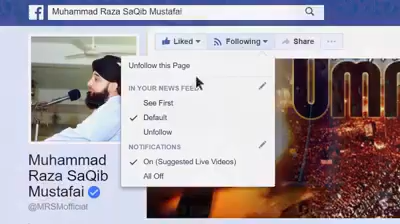 Muhammad Raza SaQib Mustafai
Liked
Following
Share
Unfollow this Page
IN YOUR NEWS FEED
See First
Default
Unfollow
NOTIFICATIONS
On (Suggested Live Videos)
All Off
Umm
Muhammad
Raza SaQib
Mustafai
@MRSMofficial